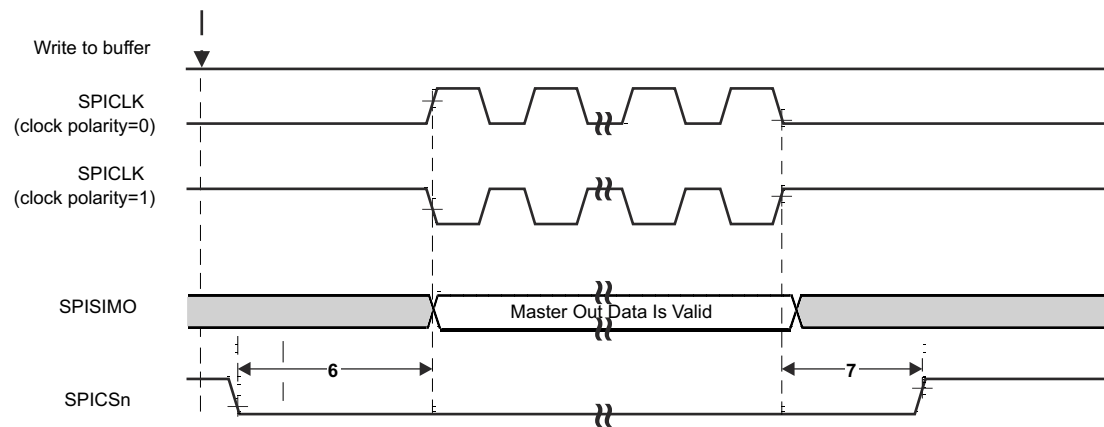 Write to buffer
SPICLK
(clock polarity=0)
SPICLK
(clock polarity=1)
SPISIMO
Master Out Data Is Valid
6
7
SPICSn